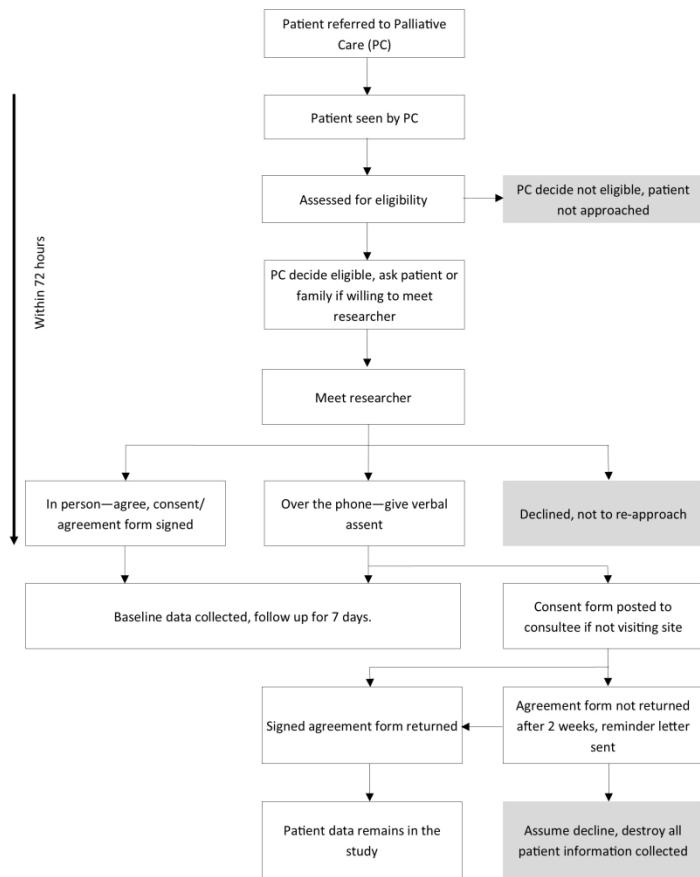 Patient referred to Palliative
Care (PC)
Patient seen by PC
Assessed for eligibility
PC decide not eligible, patient
not approached
Within 72 hours
PC decide eligible, ask patient or
family if willing to meet
researcher
Meet researcher
In person—agree, consent/
agreement form signed
Over the phone—give verbal
assent
Declined, not to re-approach
Baseline data collected, follow up for 7 days.
Consent form posted to
consultee if not visiting site
Signed agreement form returned
Agreement form not returned
after 2 weeks, reminder letter
sent
Patient data remains in the
study
Assume decline, destroy all
patient information collected